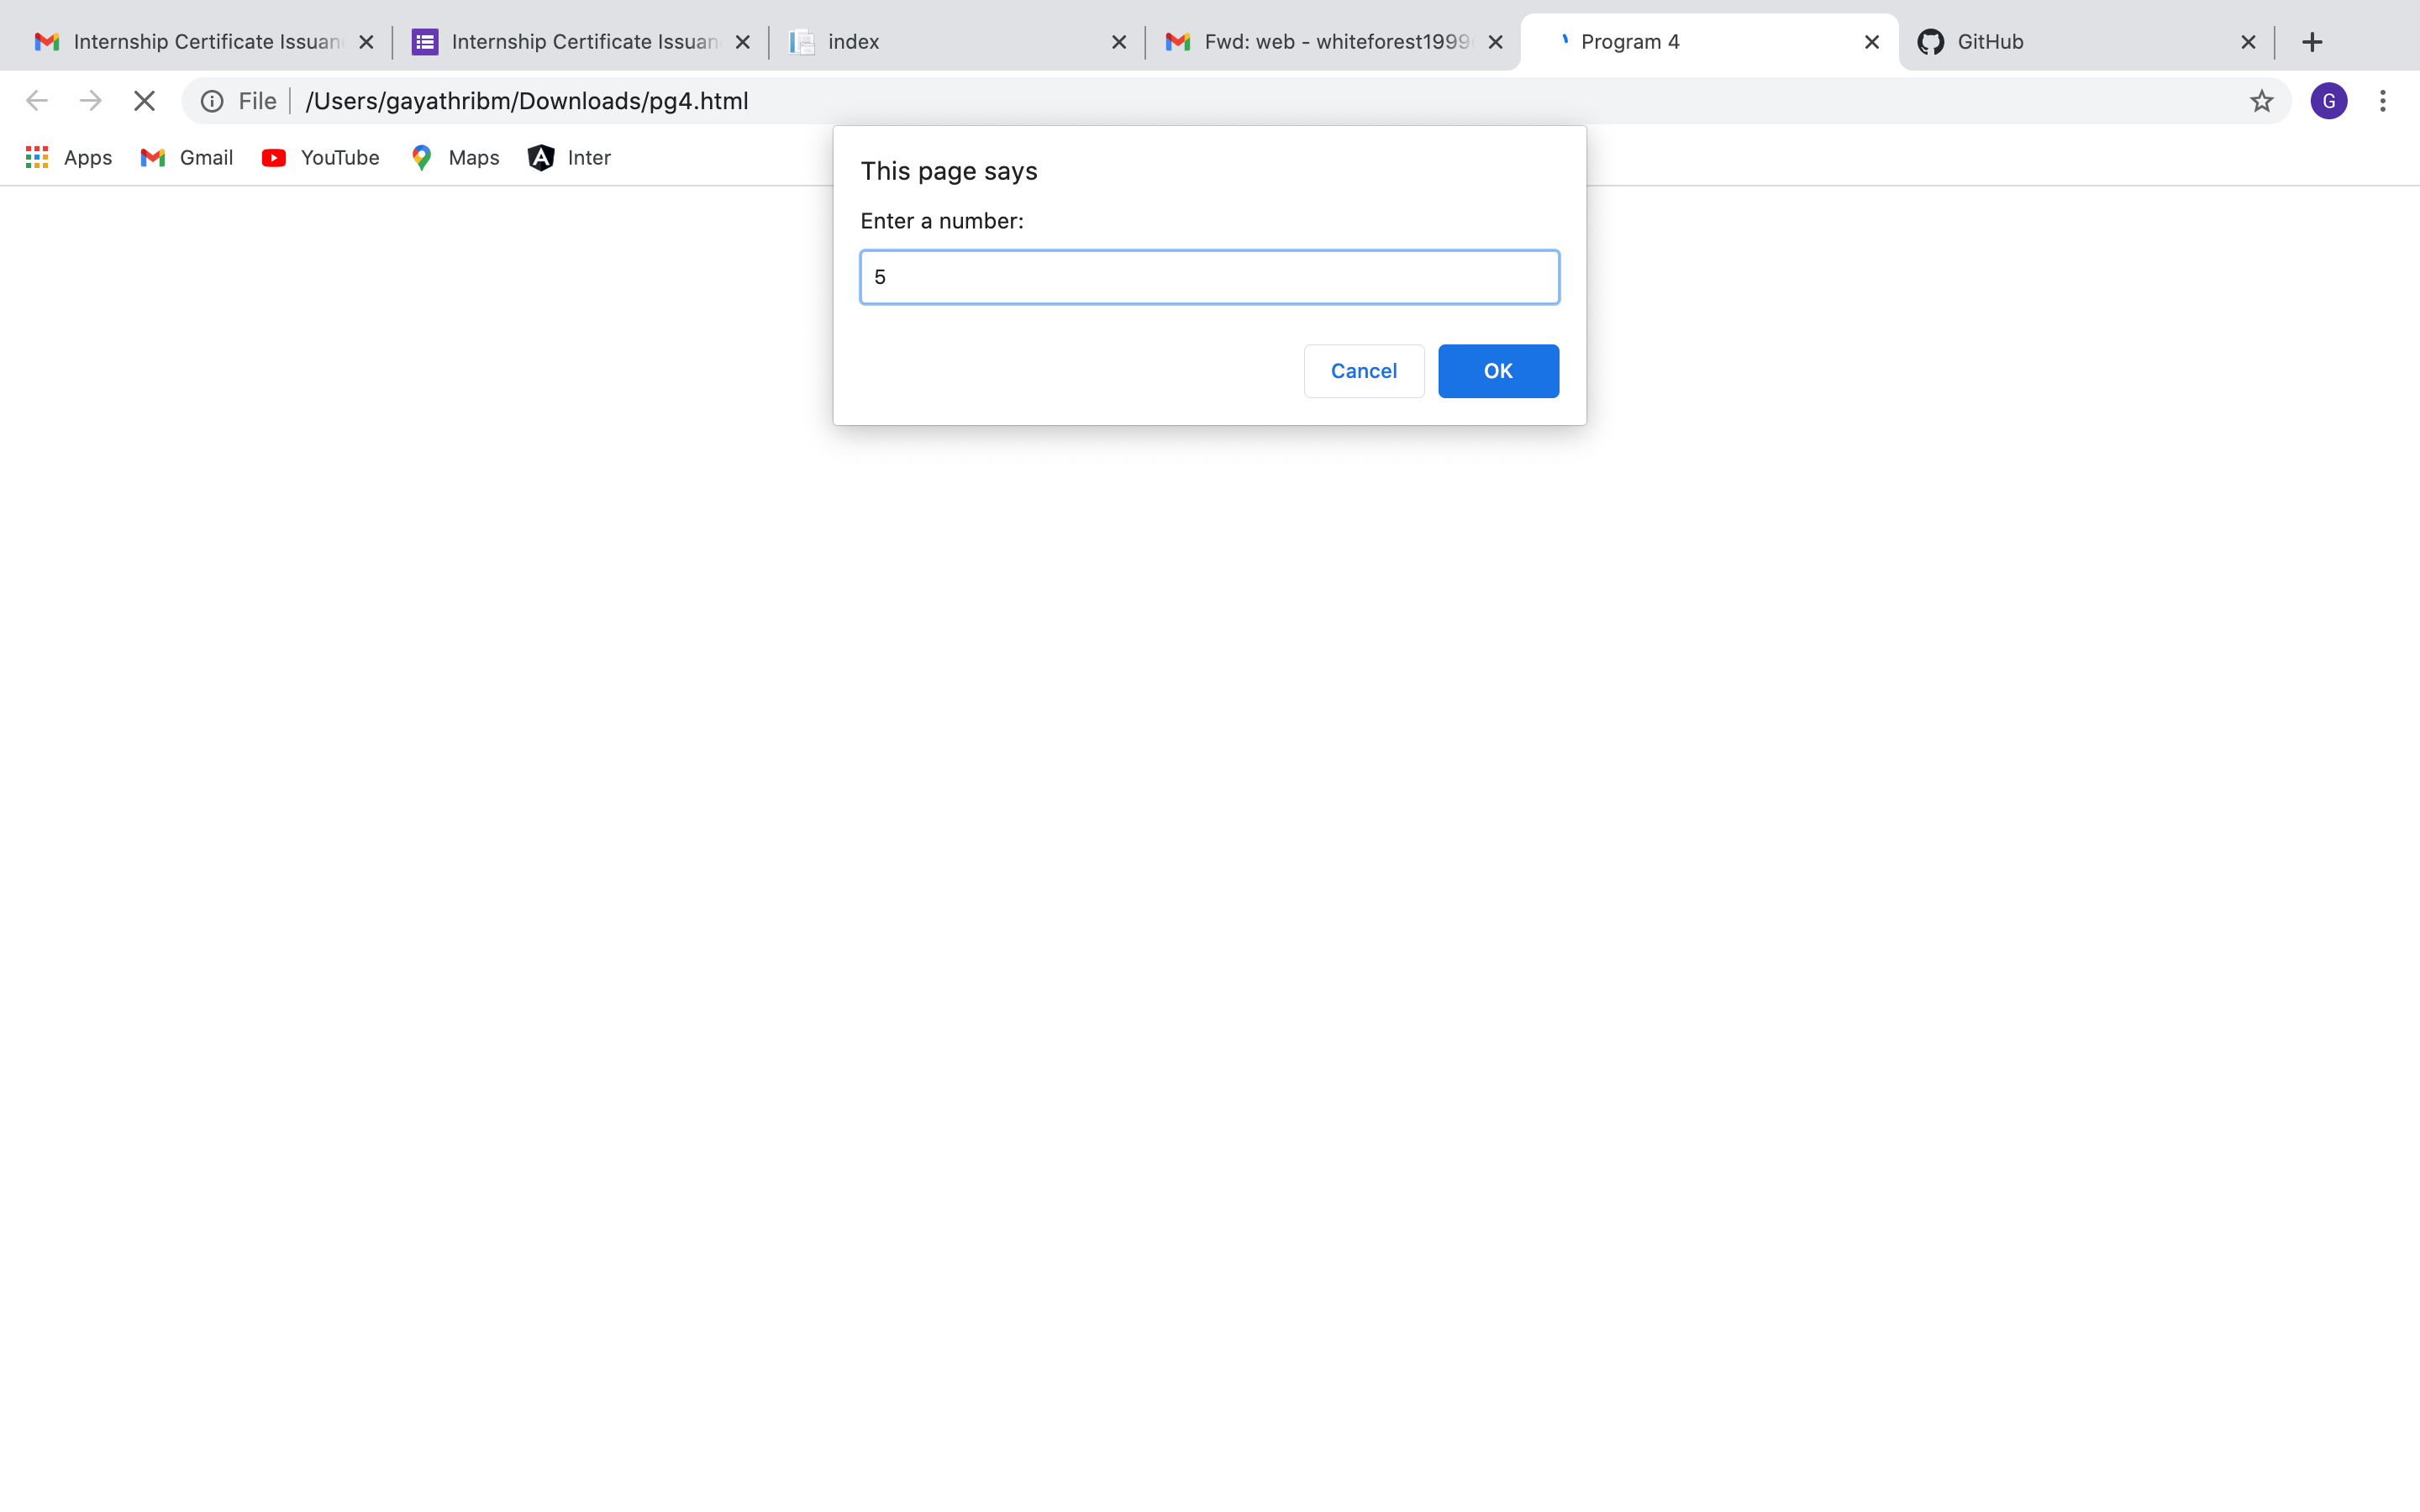 Internship Certificate Issuan
Internship Certificate Issuan
index
Fwd: web - whiteforest1999
Program 4
GitHub
File
/Users/gayathribm/Downloads/pg4.html
G
Apps
Gmail
YouTube
Maps
Inter
This page says
Enter a number:
5
Cancel
OK